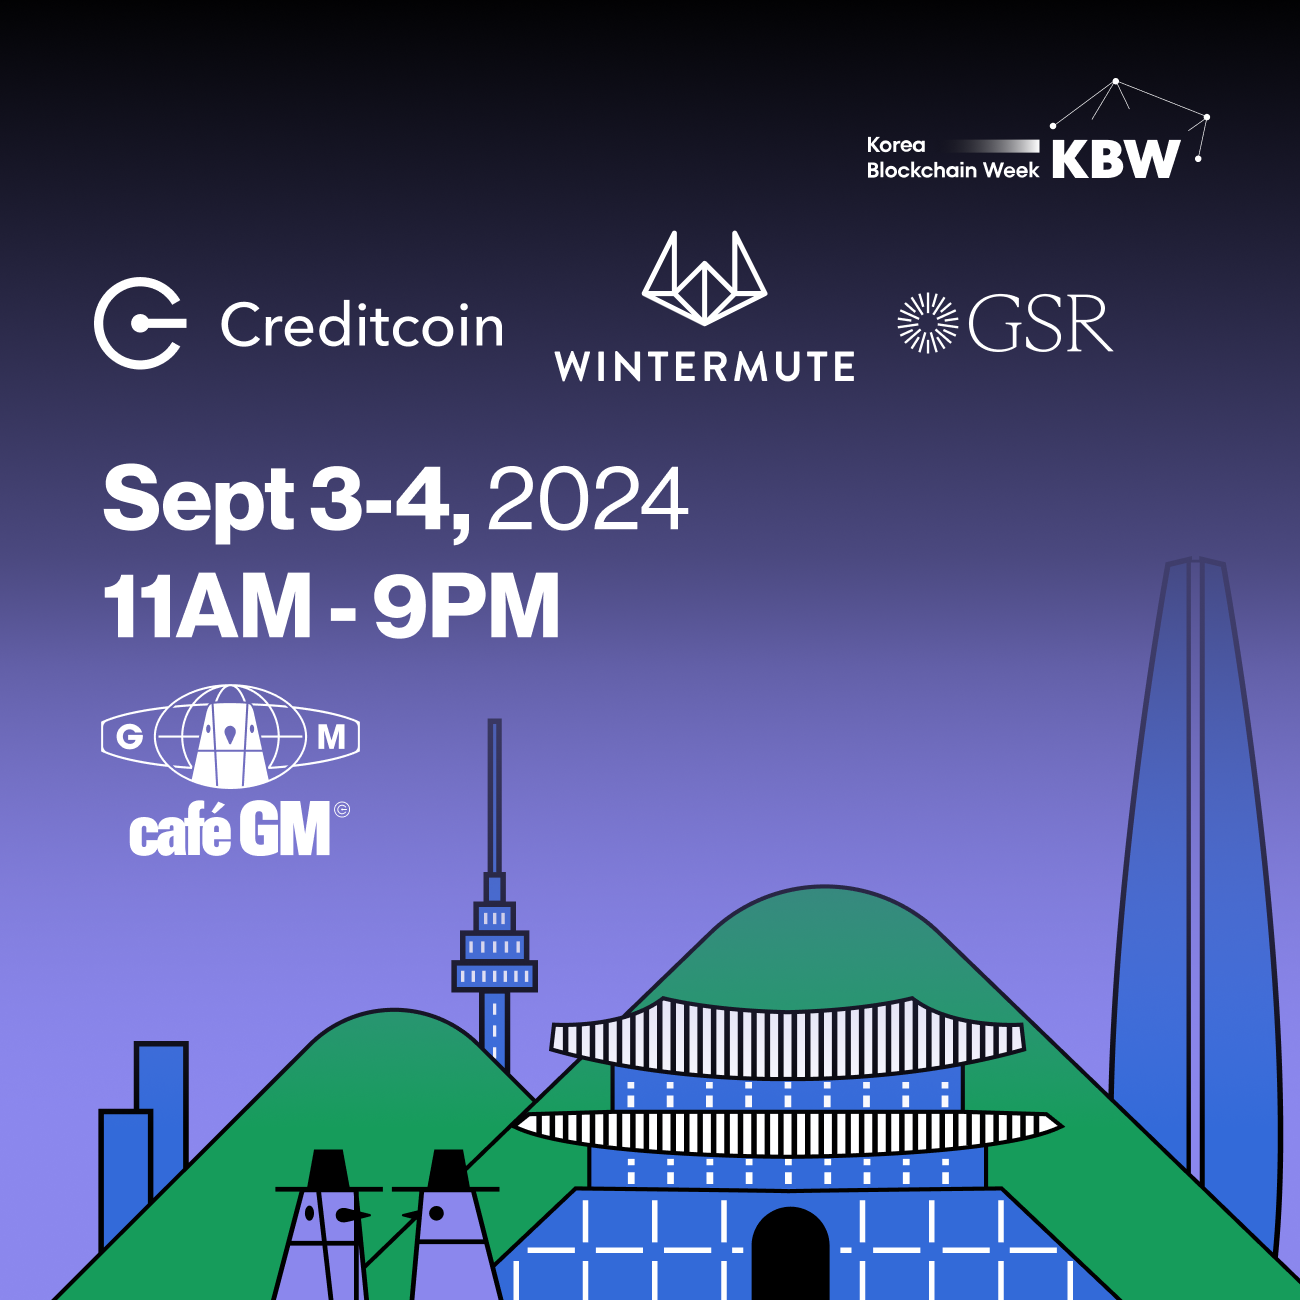 Korea
Blockchain Week KBW
Creditcoin
WINTERMUTE
GSR
Sept 3-4, 2024
11AM - 9PM
G M
café GM©